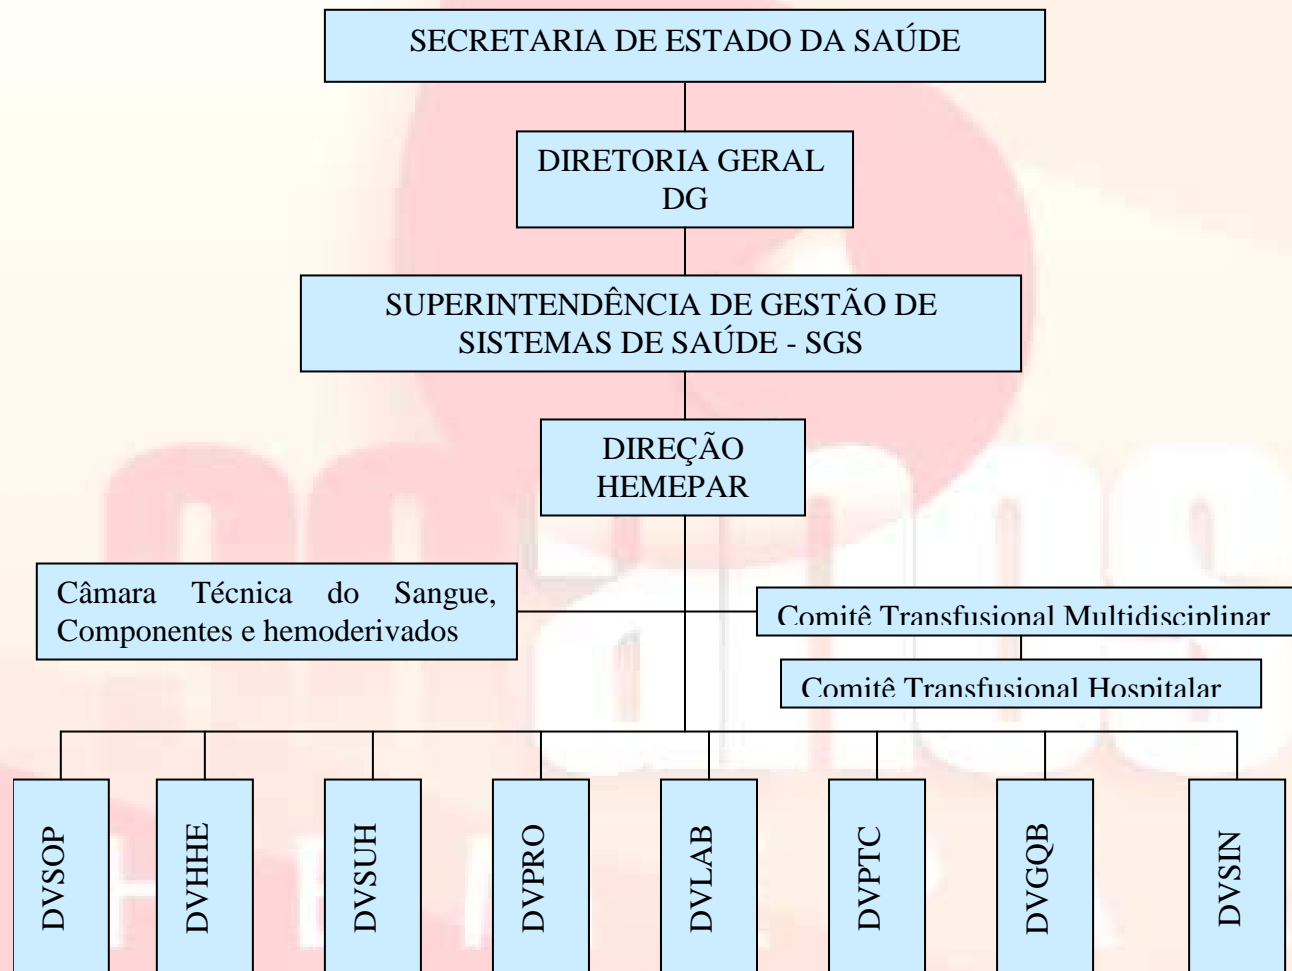 SECRETARIA DE ESTADO DA SAÚDE
DIRETORIA GERAL
DG
SUPERINTENDÊNCIA DE GESTÃO DE
SISTEMAS DE SAÚDE - SGS
DIREÇÃO
HEMEPAR
Câmara Técnica do Sangue,
Componentes e hemoderivados
Comitê Transfusional Multidisciplinar
Comitê Transfusional Hospitalar
DVSOP
DVHHE
DVSUH
DVPRO
DVLAB
DVPTC
DVGQB
DVSIN
anos